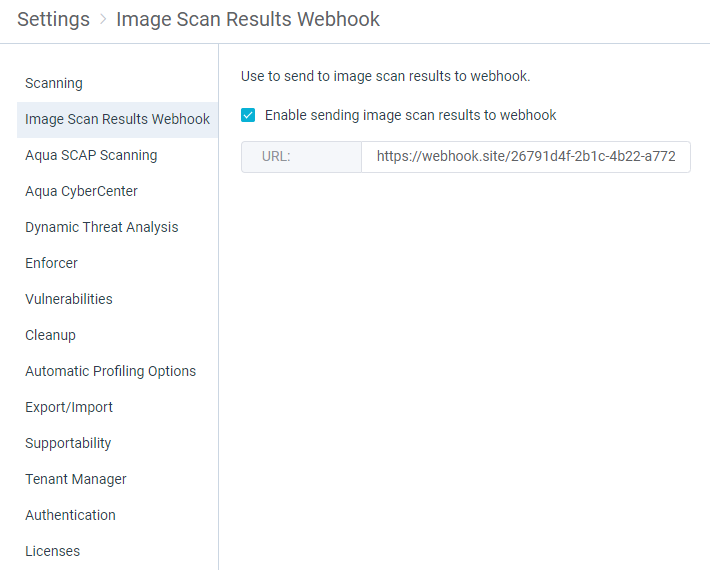 Settings > Image Scan Results Webhook
Scanning
Image Scan Results Webhook
Aqua SCAP Scanning
Aqua CyberCenter
Dynamic Threat Analysis
Enforcer
Vulnerabilities
Cleanup
Automatic Profiling Options
Export/Import
Supportability
Tenant Manager
Authentication
Licenses
Use to send to image scan results to webhook.
Enable sending image scan results to webhook
URL: https://webhook.site/26791d4f-2b1c-4b22-a772